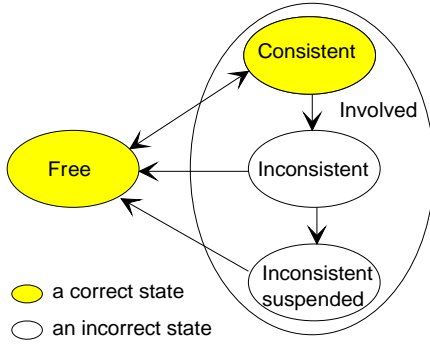 Consistent
Involved
Free
Inconsistent
Inconsistent
suspended
a correct state
an incorrect state